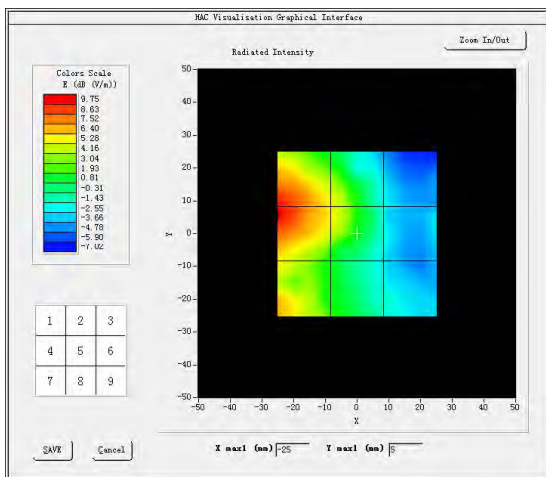 HAC Visualisation Graphical Interface
Zoom In/Out
Radiated Intensity
Colors Scale
E (dB (V/m))
9.75
8.63
7.52
6.40
5.28
4.16
3.04
1.93
0.81
-0.31
-1.43
-2.55
-3.66
-4.78
-5.90
-7.02
1 2 3
4 5 6
7 8 9
50
40
30
20
10
0
-10
-20
-30
-40
-50
Y
-50 -40 -30 -20 -10 0 10 20 30 40 50
X
SAVE
Cancel
X max1 (mm) -25 Y max1 (mm) 5